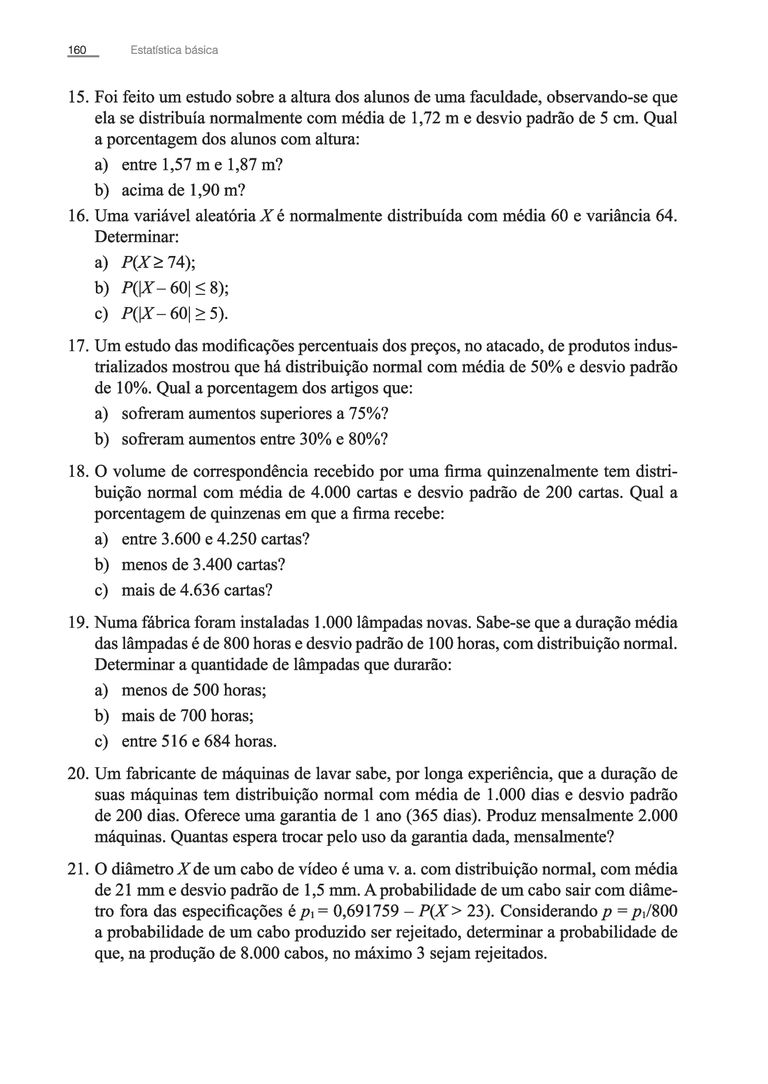 160 Estatística básica
15. Foi feito um estudo sobre a altura dos alunos de uma faculdade, observando-se que
ela se distribuía normalmente com média de 1,72 m e desvio padrão de 5 cm. Qual
a porcentagem dos alunos com altura:
a) entre 1,57 m e 1,87 m?
b) acima de 1,90 m?
16. Uma variável aleatória X é normalmente distribuída com média 60 e variância 64.
Determinar:
a) P(X ≥ 74);
b) P(|X – 60| ≤ 8);
c) P(|X – 60| ≥ 5).
17. Um estudo das modificações percentuais dos preços, no atacado, de produtos indus-
trializados mostrou que há distribuição normal com média de 50% e desvio padrão
de 10%. Qual a porcentagem dos artigos que:
a) sofreram aumentos superiores a 75%?
b) sofreram aumentos entre 30% e 80%?
18. O volume de correspondência recebido por uma firma quinzenalmente tem distri-
buição normal com média de 4.000 cartas e desvio padrão de 200 cartas. Qual a
porcentagem de quinzenas em que a firma recebe:
a) entre 3.600 e 4.250 cartas?
b) menos de 3.400 cartas?
c) mais de 4.636 cartas?
19. Numa fábrica foram instaladas 1.000 lâmpadas novas. Sabe-se que a duração média
das lâmpadas é de 800 horas e desvio padrão de 100 horas, com distribuição normal.
Determinar a quantidade de lâmpadas que durarão:
a) menos de 500 horas;
b) mais de 700 horas;
c) entre 516 e 684 horas.
20. Um fabricante de máquinas de lavar sabe, por longa experiência, que a duração de
suas máquinas tem distribuição normal com média de 1.000 dias e desvio padrão
de 200 dias. Oferece uma garantia de 1 ano (365 dias). Produz mensalmente 2.000
máquinas. Quantas espera trocar pelo uso da garantia dada, mensalmente?
21. O diâmetro X de um cabo de vídeo é uma v. a. com distribuição normal, com média
de 21 mm e desvio padrão de 1,5 mm. A probabilidade de um cabo sair com diâme-
tro fora das especificações é p₁ = 0,691759 – P(X > 23). Considerando p = p₁/800
a probabilidade de um cabo produzido ser rejeitado, determinar a probabilidade de
que, na produção de 8.000 cabos, no máximo 3 sejam rejeitados.